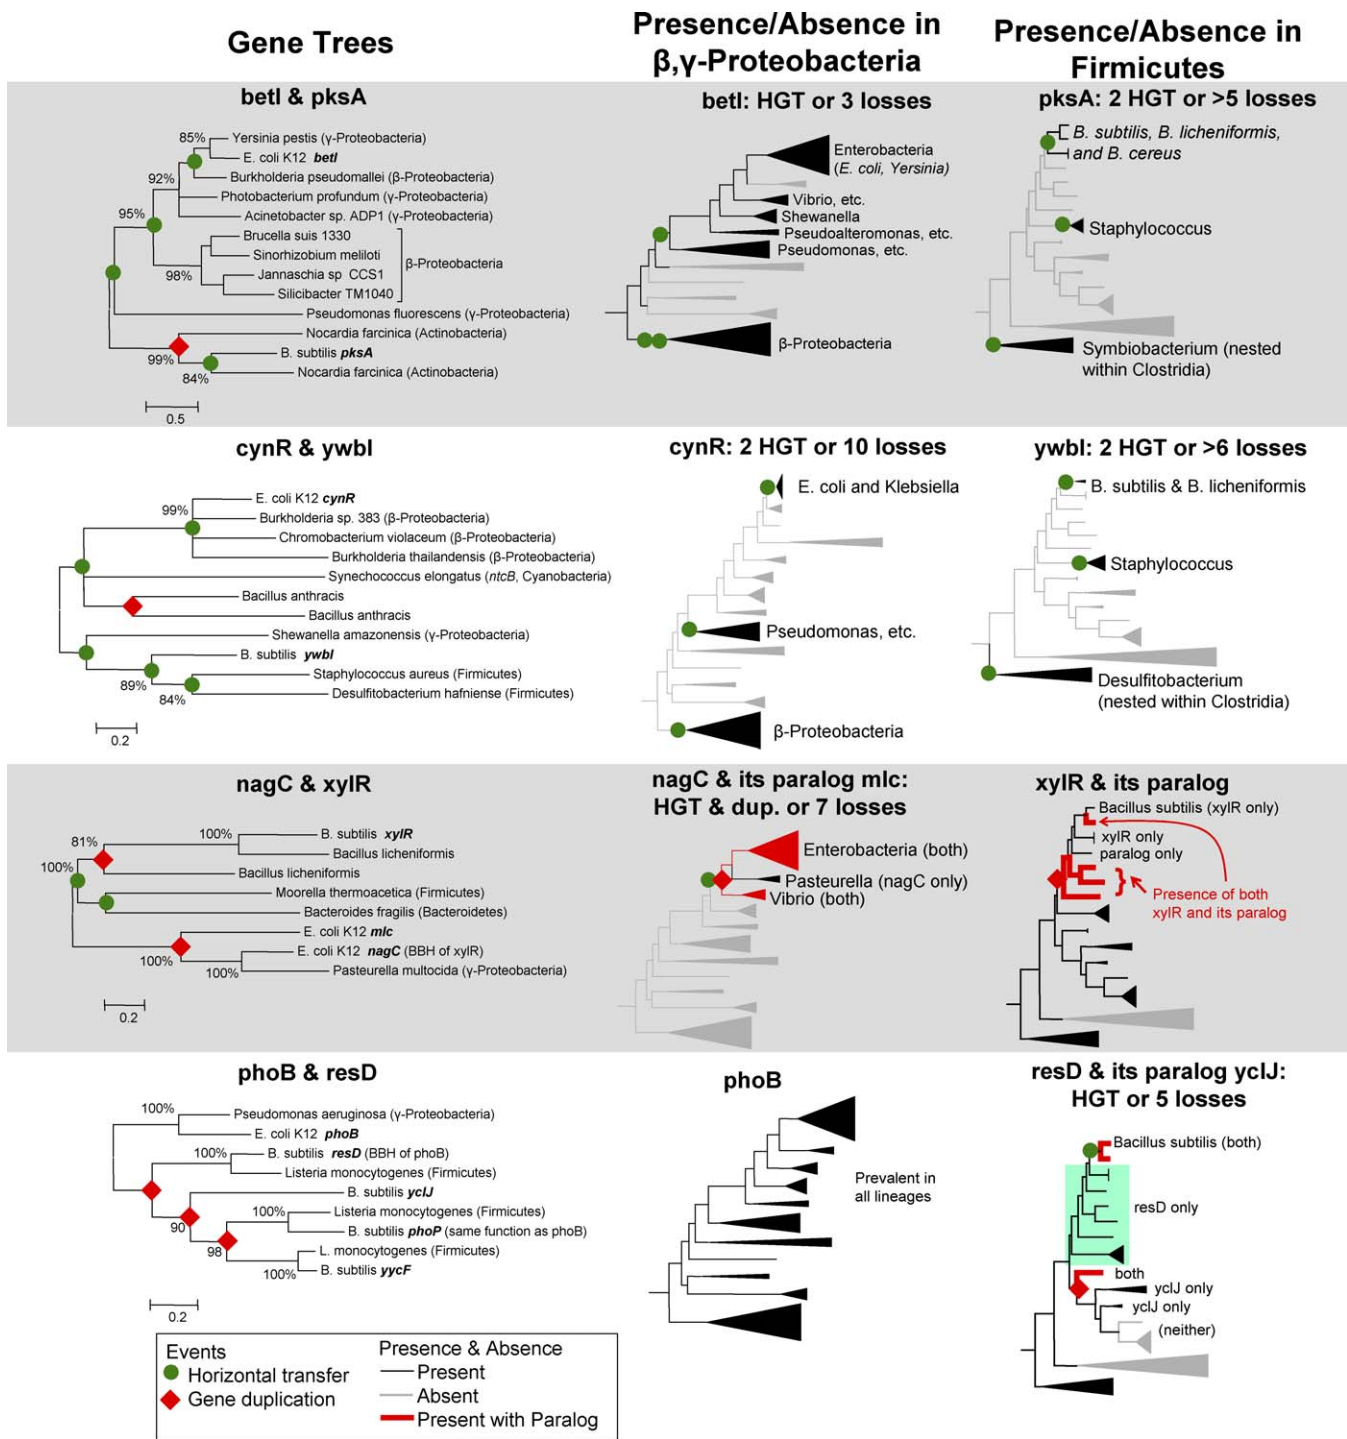 Gene Trees
Presence/Absence in
β,γ-Proteobacteria
Presence/Absence in
Firmicutes
betI & pksA
85%
Yersinia pestis (γ-Proteobacteria)
E. coli K12 betI
92%
Burkholderia pseudomallei (β-Proteobacteria)
Photobacterium profundum (γ-Proteobacteria)
95%
Acinetobacter sp. ADP1 (γ-Proteobacteria)
Brucella suis 1330
Sinorhizobium meliloti
β-Proteobacteria
98%
Jannaschia sp CCS1
Silicibacter TM1040
Pseudomonas fluorescens (γ-Proteobacteria)
Nocardia farcinica (Actinobacteria)
99%
B. subtilis pksA
84%
Nocardia farcinica (Actinobacteria)
0.5
betI: HGT or 3 losses
Enterobacteria
(E. coli, Yersinia)
Vibrio, etc.
Shewanella
Pseudoalteromonas, etc.
Pseudomonas, etc.
β-Proteobacteria
pksA: 2 HGT or >5 losses
B. subtilis, B. licheniformis,
and B. cereus
Staphylococcus
Symbiobacterium (nested
within Clostridia)
cynR & ywbI
E. coli K12 cynR
99%
Burkholderia sp. 383 (β-Proteobacteria)
Chromobacterium violaceum (β-Proteobacteria)
Burkholderia thailandensis (β-Proteobacteria)
Synechococcus elongatus (ntcB, Cyanobacteria)
Bacillus anthracis
Bacillus anthracis
Shewanella amazonensis (γ-Proteobacteria)
B. subtilis ywbI
Staphylococcus aureus (Firmicutes)
89%
84%
Desulfitobacterium hafniense (Firmicutes)
0.2
cynR: 2 HGT or 10 losses
E. coli and Klebsiella
Pseudomonas, etc.
β-Proteobacteria
ywbI: 2 HGT or >6 losses
B. subtilis & B. licheniformis
Staphylococcus
Desulfitobacterium
(nested within Clostridia)
nagC & xylR
100%
B. subtilis xylR
81%
Bacillus licheniformis
100%
Bacillus licheniformis
Moorella thermoacetica (Firmicutes)
Bacteroides fragilis (Bacteroidetes)
E. coli K12 mlc
E. coli K12 nagC (BBH of xylR)
100%
100%
Pasteurella multocida (γ-Proteobacteria)
0.2
nagC & its paralog mlc:
HGT & dup. or 7 losses
Enterobacteria (both)
Pasteurella (nagC only)
Vibrio (both)
xylR & its paralog
Bacillus subtilis (xylR only)
xylR only
paralog only
}
Presence of both
xylR and its paralog
phoB & resD
100%
Pseudomonas aeruginosa (γ-Proteobacteria)
E. coli K12 phoB
100%
B. subtilis resD (BBH of phoB)
Listeria monocytogenes (Firmicutes)
B. subtilis yclJ
100%
Listeria monocytogenes (Firmicutes)
90
B. subtilis phoP (same function as phoB)
98
L. monocytogenes (Firmicutes)
100%
B. subtilis yycF
0.2
phoB
Prevalent in
all lineages
resD & its paralog yclJ:
HGT or 5 losses
Bacillus subtilis (both)
resD only
both
yclJ only
yclJ only
(neither)
Events
Horizontal transfer
Gene duplication
Presence & Absence
Present
Absent
Present with Paralog